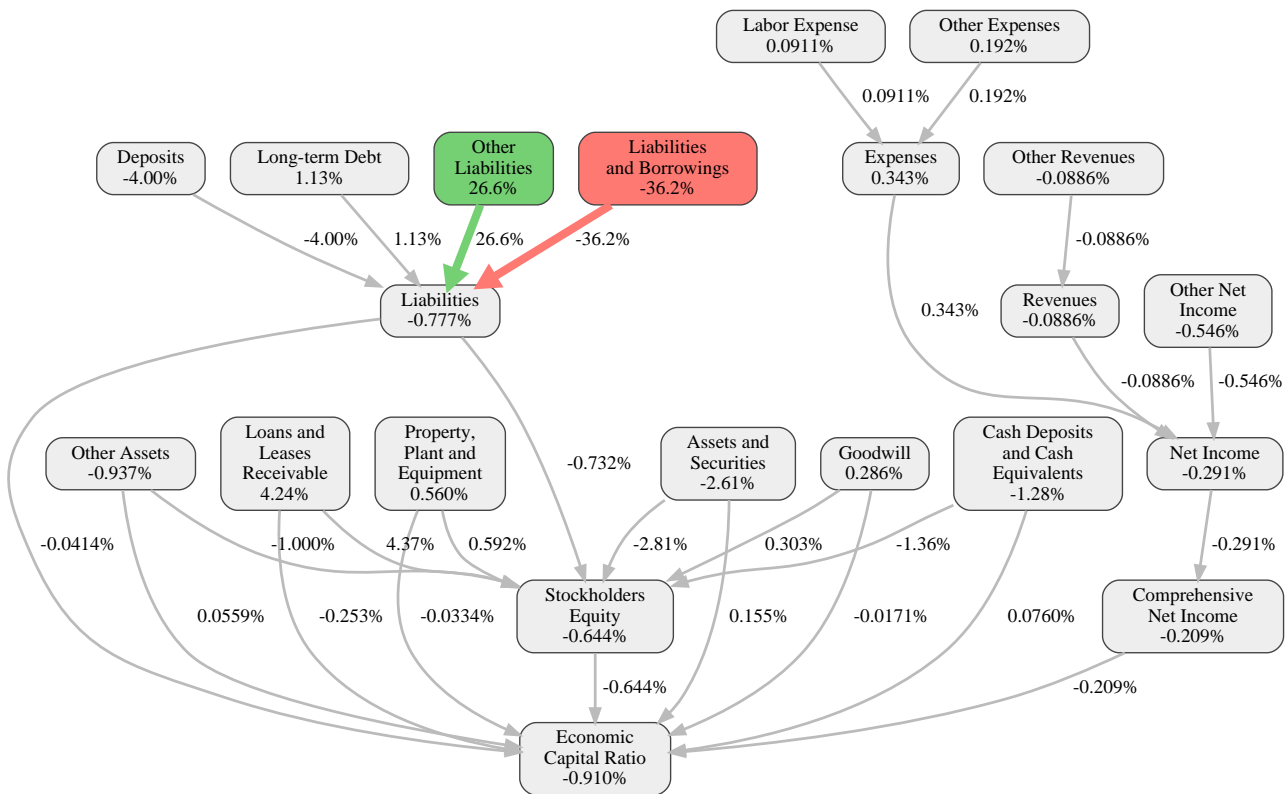 Labor Expense
0.0911%
Other Expenses
0.192%
0.0911%
0.192%
Deposits
-4.00%
Long-term Debt
1.13%
Other
Liabilities
26.6%
Liabilities
and Borrowings
-36.2%
Expenses
0.343%
Other Revenues
-0.0886%
-4.00%
1.13%
26.6%
-36.2%
-0.0886%
Liabilities
-0.777%
0.343%
Revenues
-0.0886%
Other Net
Income
-0.546%
-0.0886%
-0.546%
Other Assets
-0.937%
Loans and
Leases
Receivable
4.24%
Property,
Plant and
Equipment
0.560%
-0.732%
Assets and
Securities
-2.61%
Goodwill
0.286%
Cash Deposits
and Cash
Equivalents
-1.28%
Net Income
-0.291%
-0.0414%
-1.000%
4.37%
0.592%
-2.81%
0.303%
-1.36%
-0.291%
Stockholders
Equity
-0.644%
Comprehensive
Net Income
-0.209%
0.0559%
-0.253%
-0.0334%
0.155%
-0.0171%
0.0760%
-0.644%
-0.209%
Economic
Capital Ratio
-0.910%